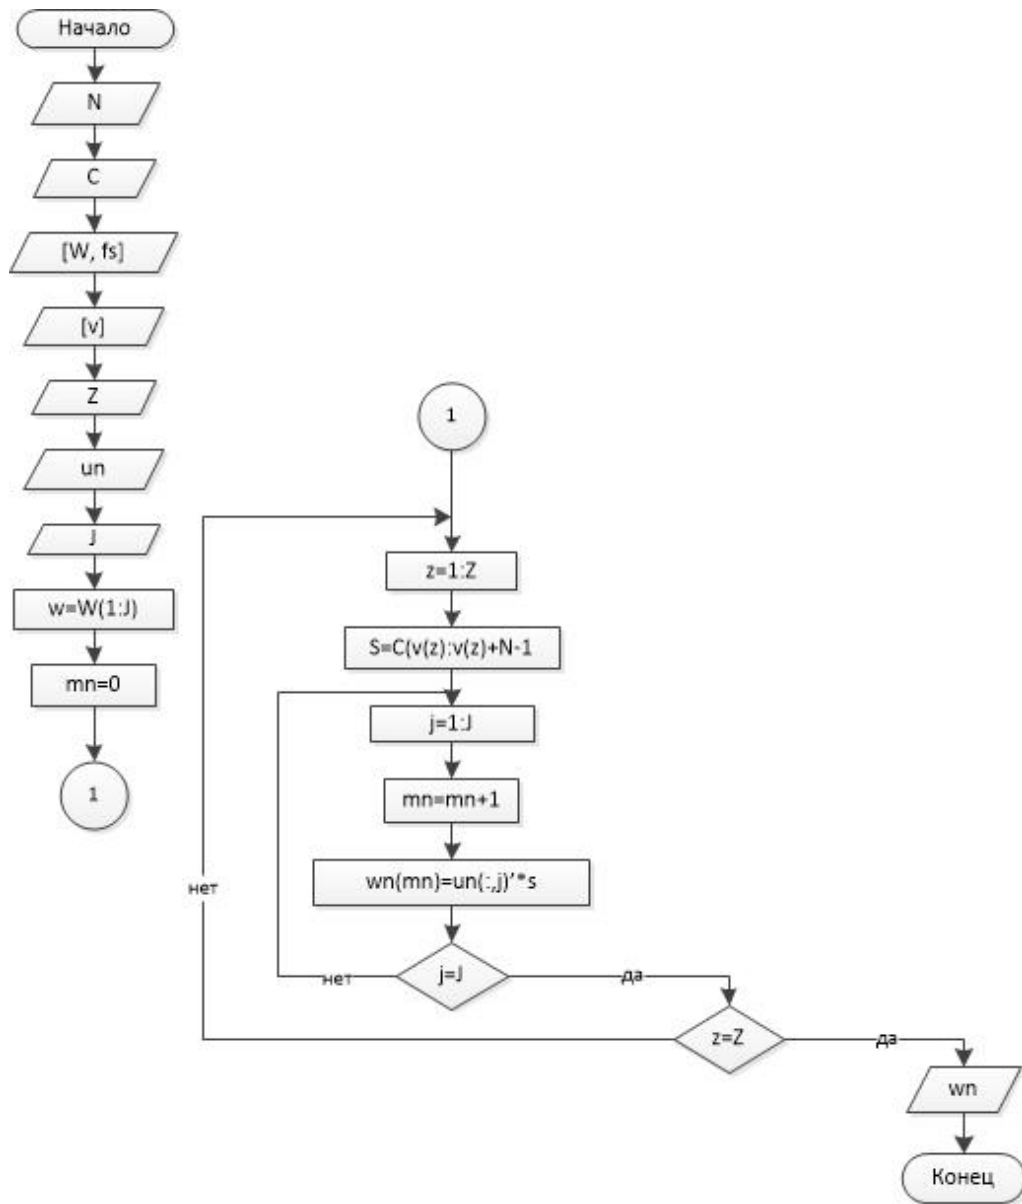 Начало
N
C
[W, fs]
[v]
Z
un
J
w=W(1:J)
mn=0
1
1
z=1:Z
S=C(v(z):v(z)+N-1
j=1:J
mn=mn+1
wn(mn)=un(:,j)’*s
j=J
нет
да
z=Z
нет
да
wn
Конец